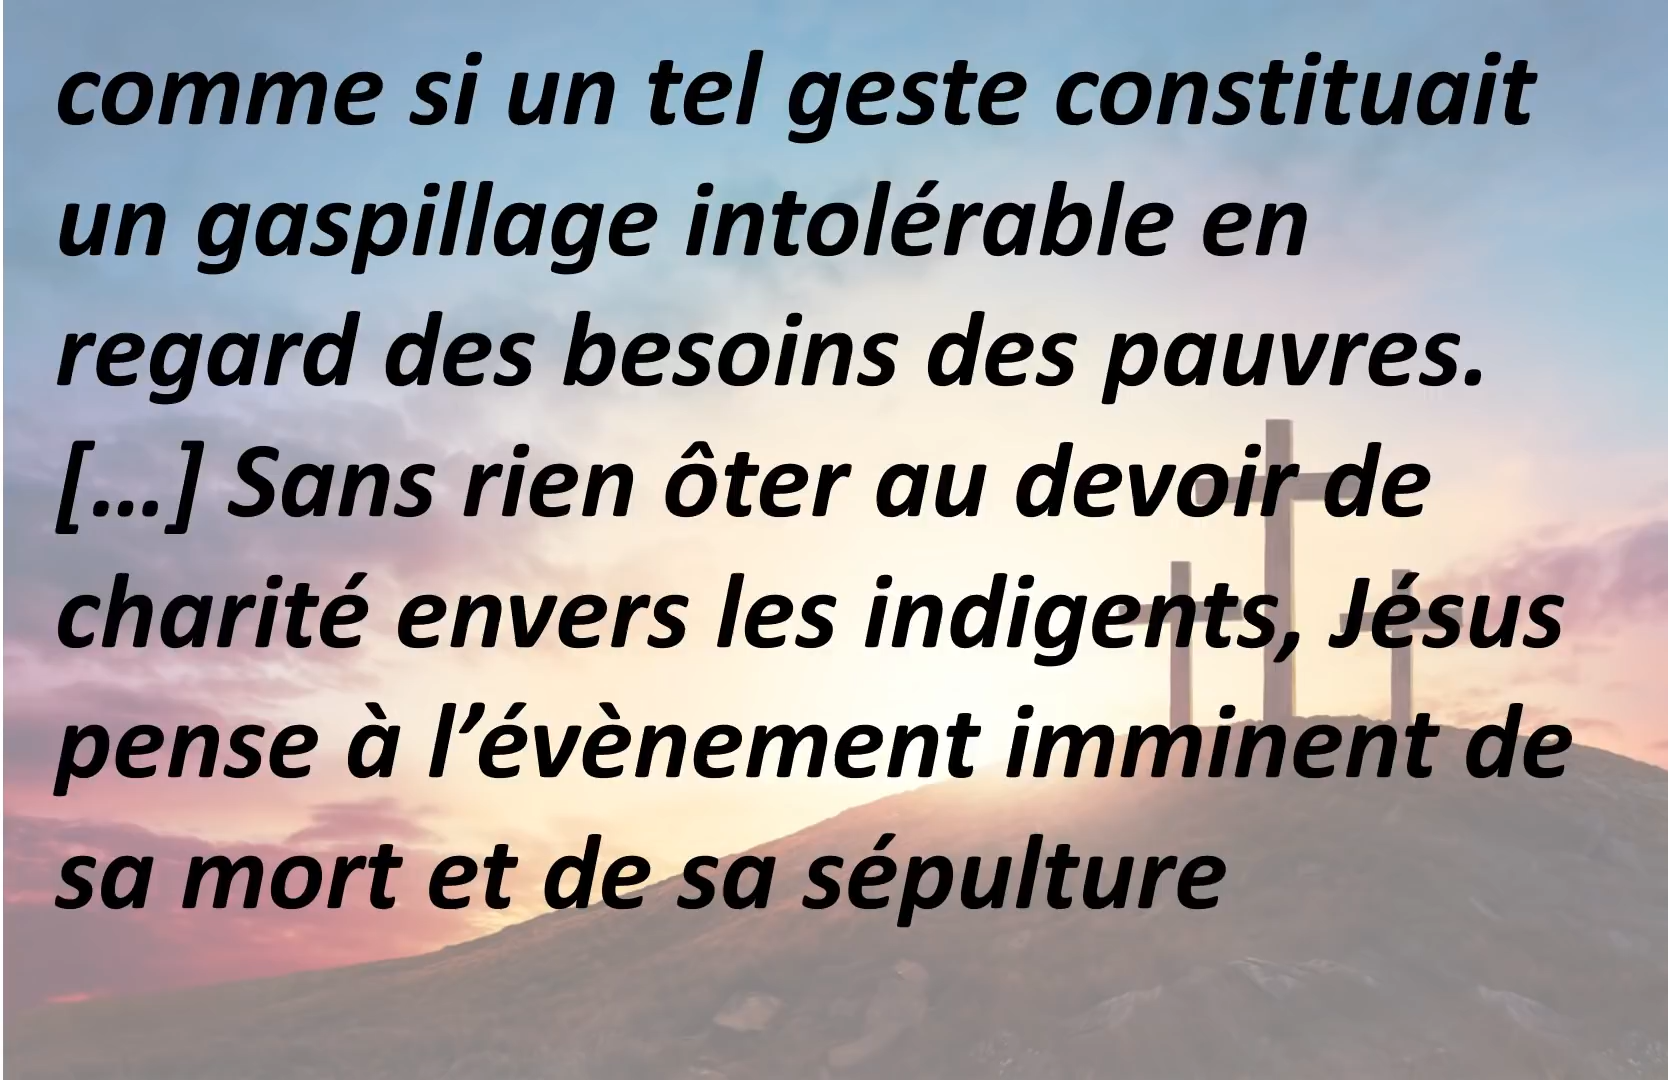 comme si un tel geste constituait
un gaspillage intolérable en
regard des besoins des pauvres.
[…] Sans rien ôter au devoir de
charité envers les indigents, Jésus
pense à l’évènement imminent de
sa mort et de sa sépulture